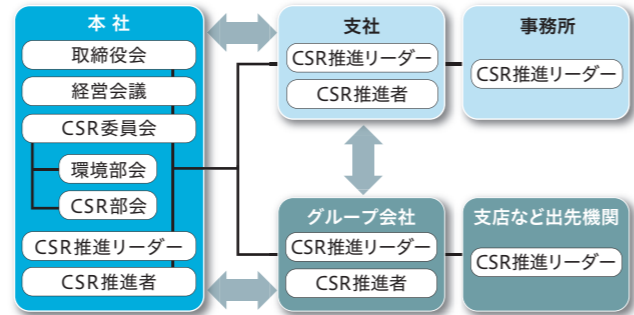 本社
取締役会
経営会議
CSR委員会
環境部会
CSR部会
CSR推進リーダー
CSR推進者
支社
CSR推進リーダー
CSR推進者
事務所
CSR推進リーダー
グループ会社
CSR推進リーダー
CSR推進者
支店など出先機関
CSR推進リーダー